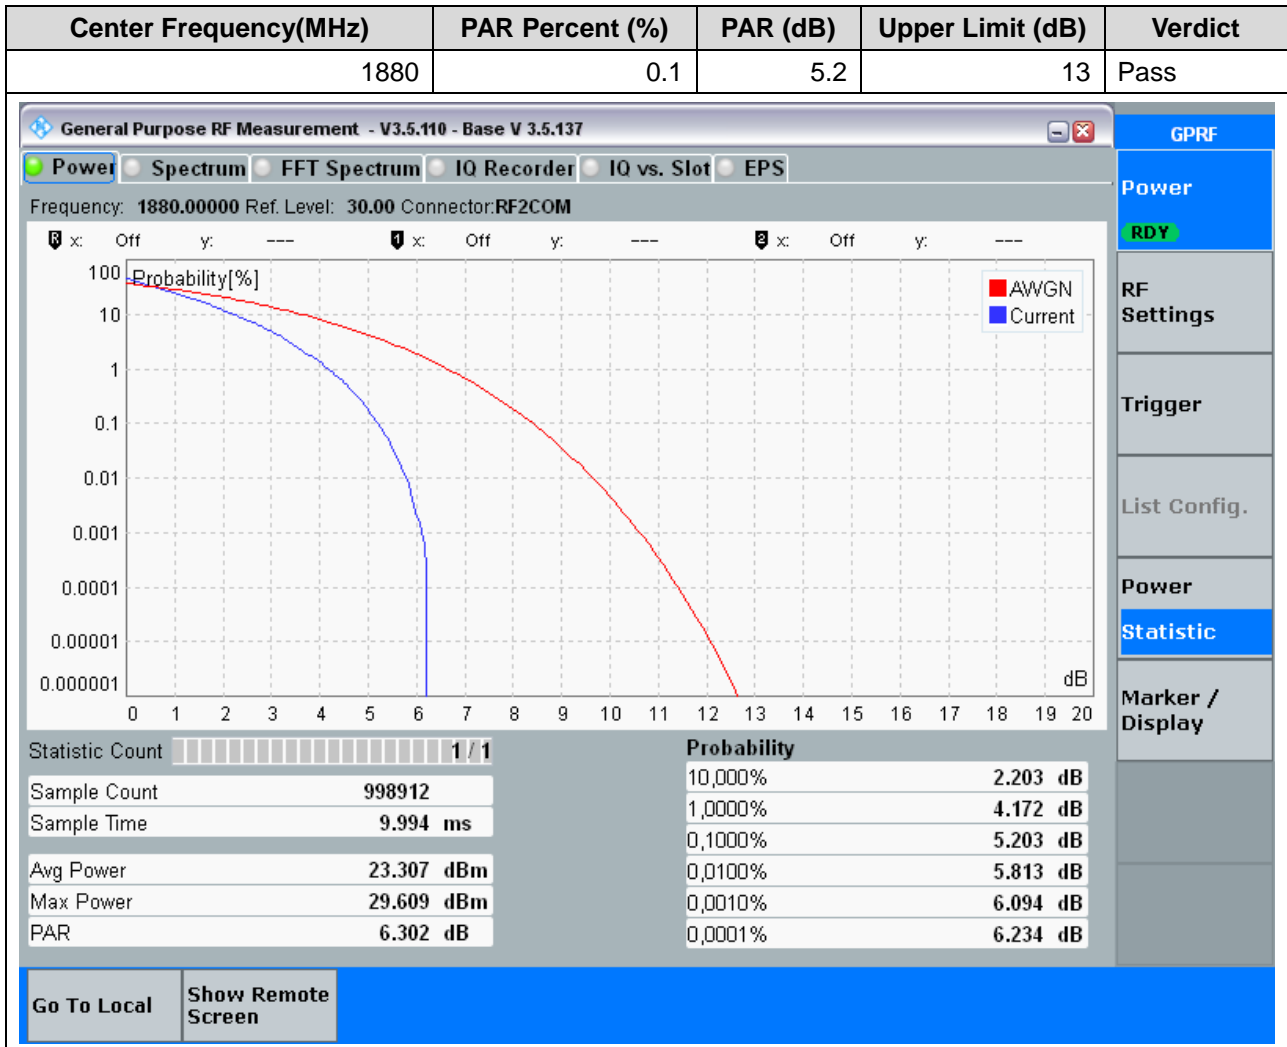 Center Frequency(MHz) PAR Percent (%) PAR (dB) Upper Limit (dB) Verdict
1880 0.1 5.2 13 Pass
General Purpose RF Measurement - V3.5.110 - Base V 3.5.137
GPRF
Power Spectrum FFT Spectrum IQ Recorder IQ vs. Slot EPS
Power
RDY
Frequency: 1880.00000 Ref. Level: 30.00 Connector:RF2COM
R x: Off y: --- 1 x: Off y: --- 2 x: Off y: ---
Probability[%]
AWGN
Current
100
10
1
0.1
0.01
0.001
0.0001
0.00001
0.000001
dB
0 1 2 3 4 5 6 7 8 9 10 11 12 13 14 15 16 17 18 19 20
RF
Settings
Trigger
List Config.
Power
Statistic
Marker /
Display
Statistic Count 1 / 1
Sample Count 998912
Sample Time 9.994 ms
Avg Power 23.307 dBm
Max Power 29.609 dBm
PAR 6.302 dB
Probability
10,000% 2.203 dB
1,0000% 4.172 dB
0,1000% 5.203 dB
0,0100% 5.813 dB
0,0010% 6.094 dB
0,0001% 6.234 dB
Go To Local
Show Remote
Screen